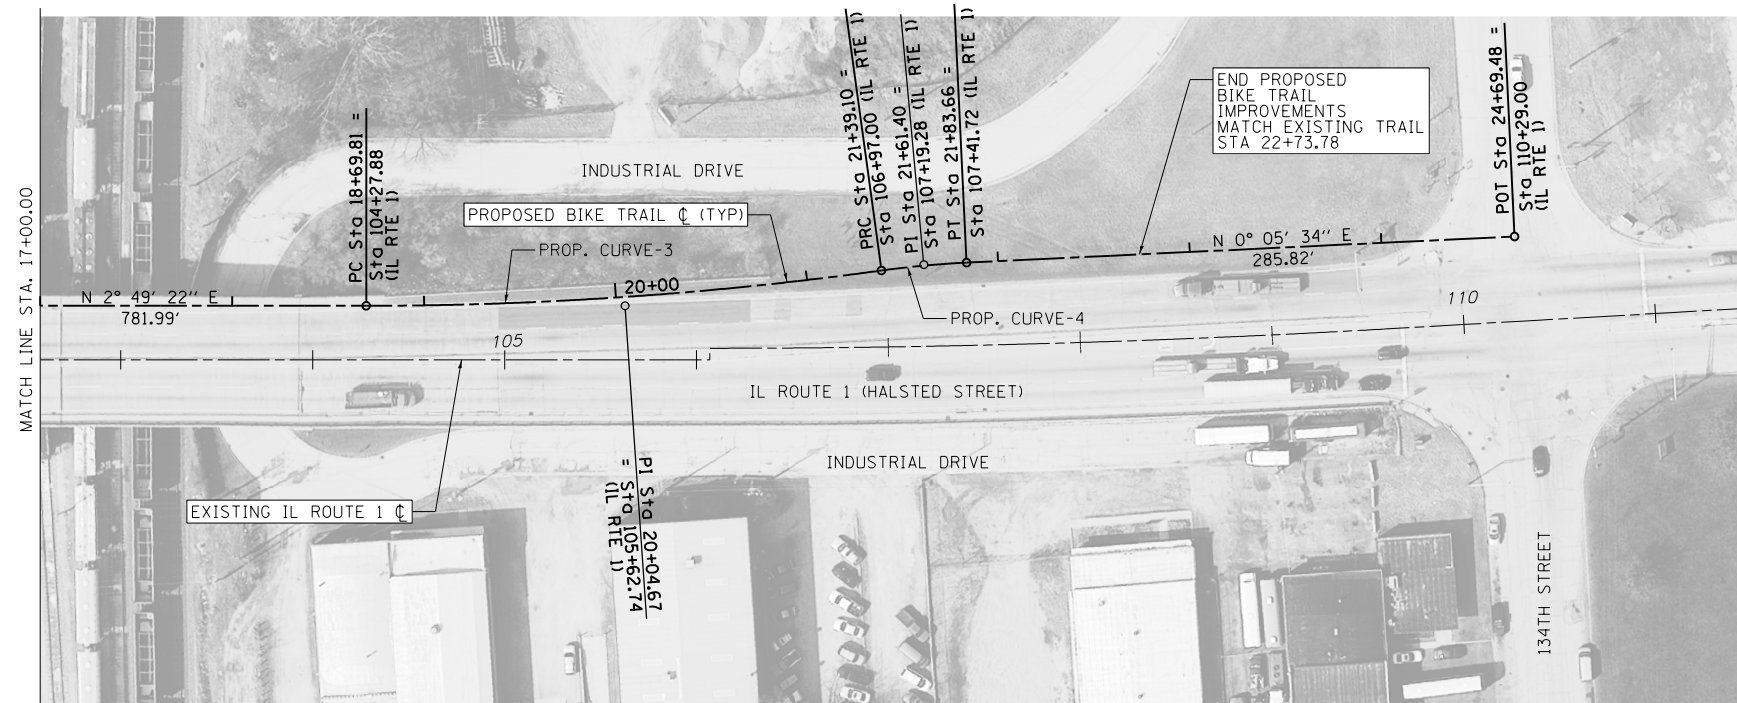 MATCH LINE STA. 17+00.00
N 2° 49' 22'' E
781.99'
PC Sta 18+69.81 =
Sta 104+27.88
(IL RTE 1)
INDUSTRIAL DRIVE
PROPOSED BIKE TRAIL ℄ (TYP)
PROP. CURVE-3
20+00
PRC Sta 21+39.10 =
Sta 106+97.00 (IL RTE 1)
PI Sta 21+61.40 =
Sta 107+19.28 (IL RTE 1)
PT Sta 21+83.66 =
Sta 107+41.72 (IL RTE 1)
END PROPOSED
BIKE TRAIL
IMPROVEMENTS
MATCH EXISTING TRAIL
STA 22+73.78
POT Sta 24+69.48 =
Sta 110+29.00
(IL RTE 1)
N 0° 05' 34'' E
285.82'
PROP. CURVE-4
105
110
IL ROUTE 1 (HALSTED STREET)
INDUSTRIAL DRIVE
EXISTING IL ROUTE 1 ℄
PI Sta 20+04.67
= Sta 105+62.74
(IL RTE 1)
134TH STREET